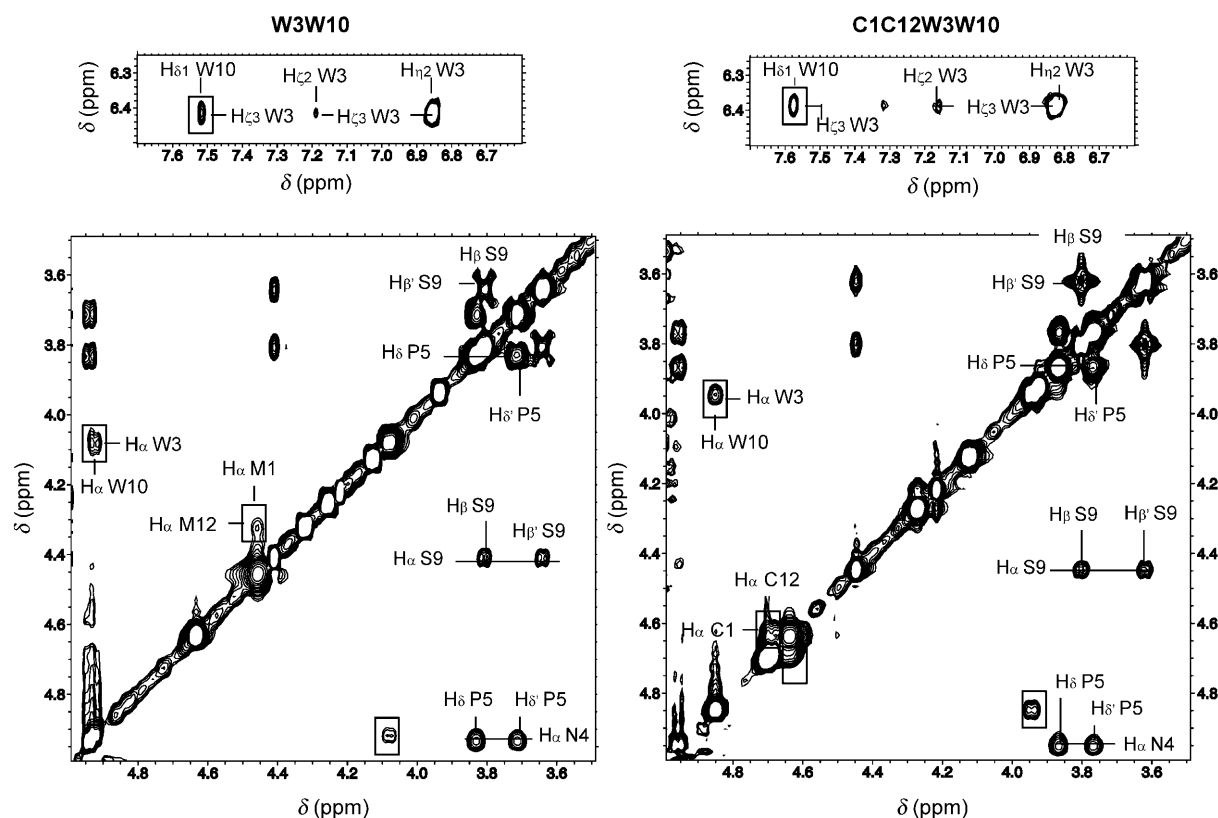 W3W10
C1C12W3W10
Hδ1 W10
Hζ2 W3
Hη2 W3
Hζ3 W3
Hζ3 W3
6.3
6.4
δ (ppm)
7.6 7.5 7.4 7.3 7.2 7.1 7.0 6.9 6.8 6.7
δ (ppm)
Hδ1 W10
Hζ2 W3
Hη2 W3
Hζ3 W3
Hζ3 W3
6.3
6.4
δ (ppm)
7.6 7.5 7.4 7.3 7.2 7.1 7.0 6.9 6.8 6.7
δ (ppm)
Hβ S9
Hβ' S9
Hδ P5
Hδ' P5
Hα W3
Hα W10
Hα M1
Hα M12
Hβ S9
Hβ' S9
Hα S9
Hδ P5
Hδ' P5
Hα N4
3.6
3.8
4.0
4.2
4.4
4.6
4.8
δ (ppm)
4.8 4.6 4.4 4.2 4.0 3.8 3.6
δ (ppm)
Hβ S9
Hβ' S9
Hδ P5
Hδ' P5
Hα W3
Hα W10
Hβ S9
Hβ' S9
Hα S9
Hα C12
Hα C1
Hδ P5
Hδ' P5
Hα N4
3.6
3.8
4.0
4.2
4.4
4.6
4.8
δ (ppm)
4.8 4.6 4.4 4.2 4.0 3.8 3.6
δ (ppm)